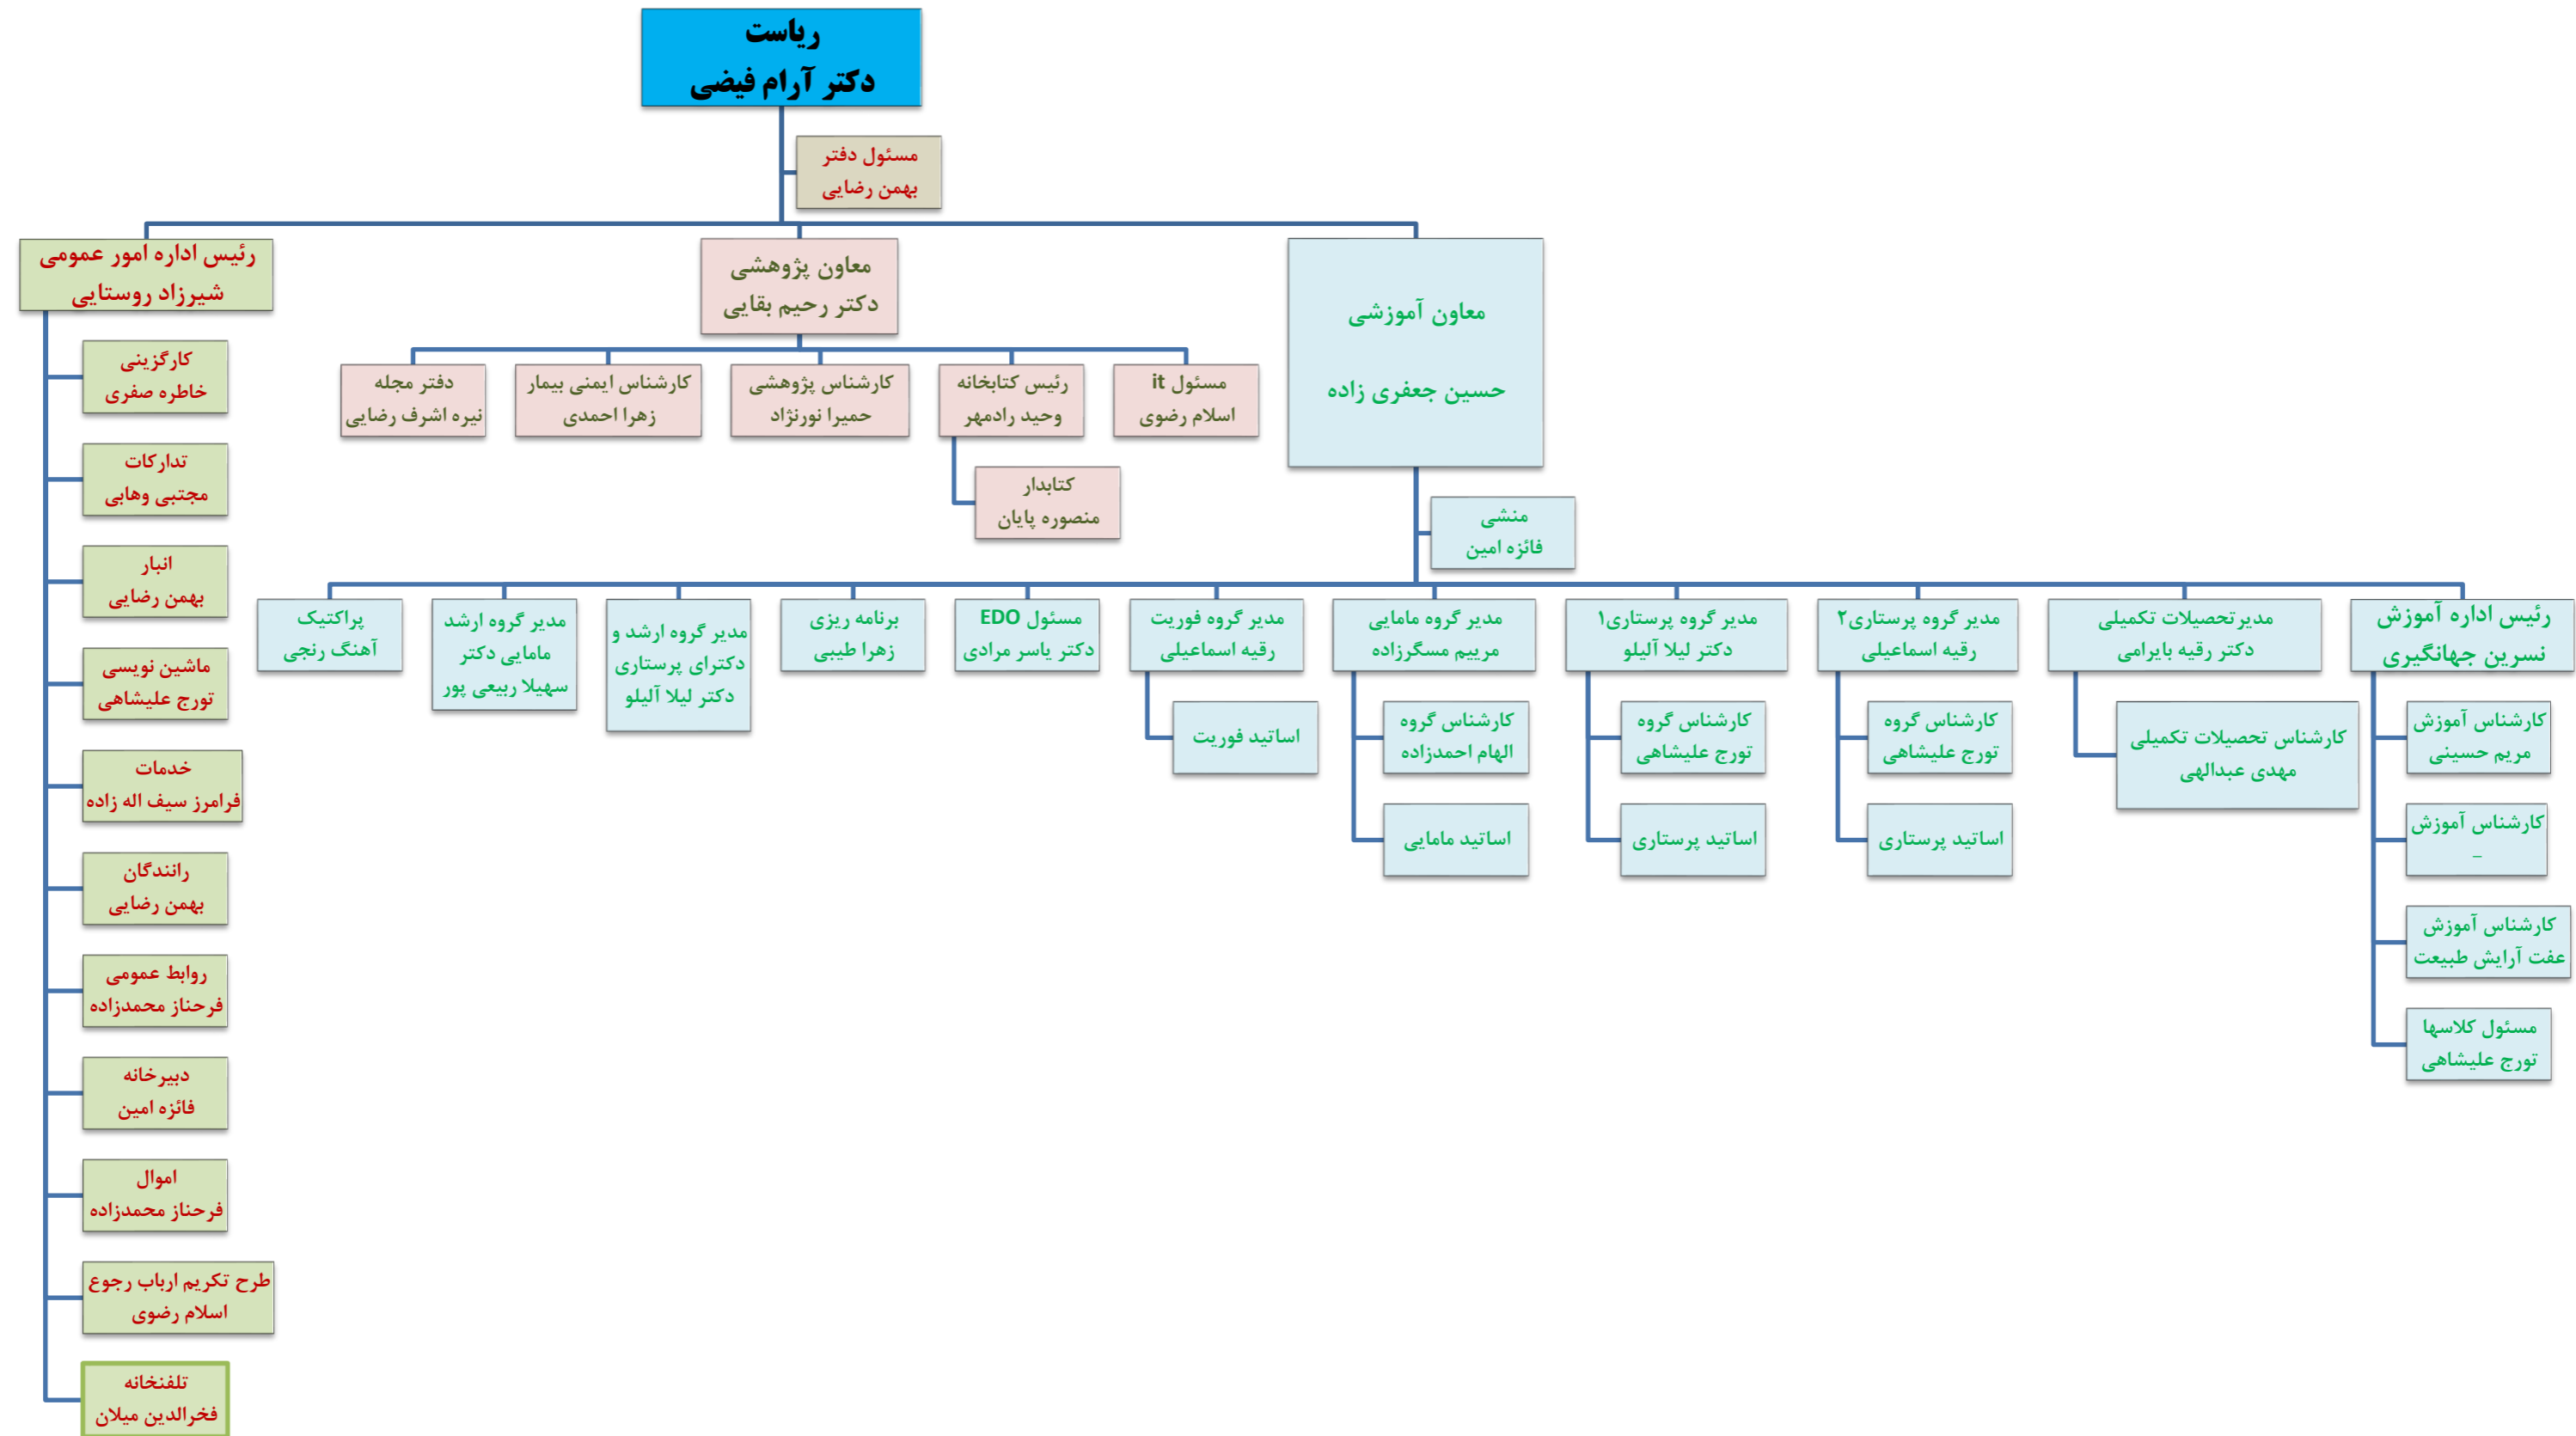 ریاست
دکتر آرام فیضی
مسئول دفتر
بهمن رضایی
معاون آموزشی
حسین جعفری زاده
معاون پژوهشی
دکتر رحیم بقایی
رئیس اداره امور عمومی
شیرزاد روستایی
مسئول it
اسلام رضوی
رئیس کتابخانه
وحید رادمهر
کارشناس پژوهشی
حمیرا نورنژاد
کارشناس ایمنی بیمار
زهرا احمدی
دفتر مجله
نیره اشرف رضایی
کتابدار
منصوره پایان
منشی
فائزه امین
رئیس اداره آموزش
نسرین جهانگیری
کارشناس آموزش
مریم حسینی
کارشناس آموزش
_
کارشناس آموزش
عفت آرایش طبیعت
مسئول کلاسها
تورج علیشاهی
مدیرتحصیلات تکمیلی
دکتر رقیه بایرامی
کارشناس تحصیلات تکمیلی
مهدی عبدالهی
مدیر گروه پرستاری۲
رقیه اسماعیلی
کارشناس گروه
تورج علیشاهی
اساتید پرستاری
مدیر گروه پرستاری۱
دکتر لیلا آلیلو
کارشناس گروه
تورج علیشاهی
اساتید پرستاری
مدیر گروه مامایی
مرییم مسگرزاده
کارشناس گروه
الهام احمدزاده
اساتید مامایی
مدیر گروه فوریت
رقیه اسماعیلی
اساتید فوریت
مسئول EDO
دکتر یاسر مرادی
برنامه ریزی
زهرا طیبی
مدیر گروه ارشد و
دکترای پرستاری
دکتر لیلا آلیلو
مدیر گروه ارشد
مامایی دکتر
سهیلا ربیعی پور
پراکتیک
آهنگ رنجی
کارگزینی
خاطره صفری
تدارکات
مجتبی وهابی
انبار
بهمن رضایی
ماشین نویسی
تورج علیشاهی
خدمات
فرامرز سیف اله زاده
رانندگان
بهمن رضایی
روابط عمومی
فرحناز محمدزاده
دبیرخانه
فائزه امین
اموال
فرحناز محمدزاده
طرح تکریم ارباب رجوع
اسلام رضوی
تلفنخانه
فخرالدین میلان